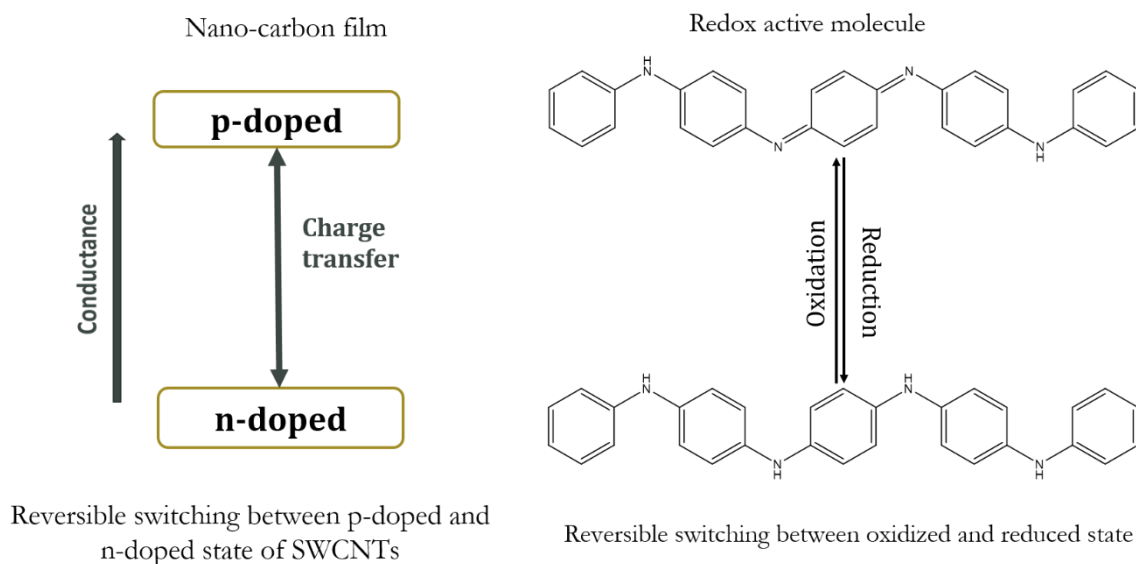 Nano-carbon film
p-doped
Conductance
Charge
transfer
n-doped
Reversible switching between p-doped and
n-doped state of SWCNTs
Redox active molecule
H
N
N
N
N
H
Oxidation
Reduction
H
N
H
N
N
H
N
H
Reversible switching between oxidized and reduced state